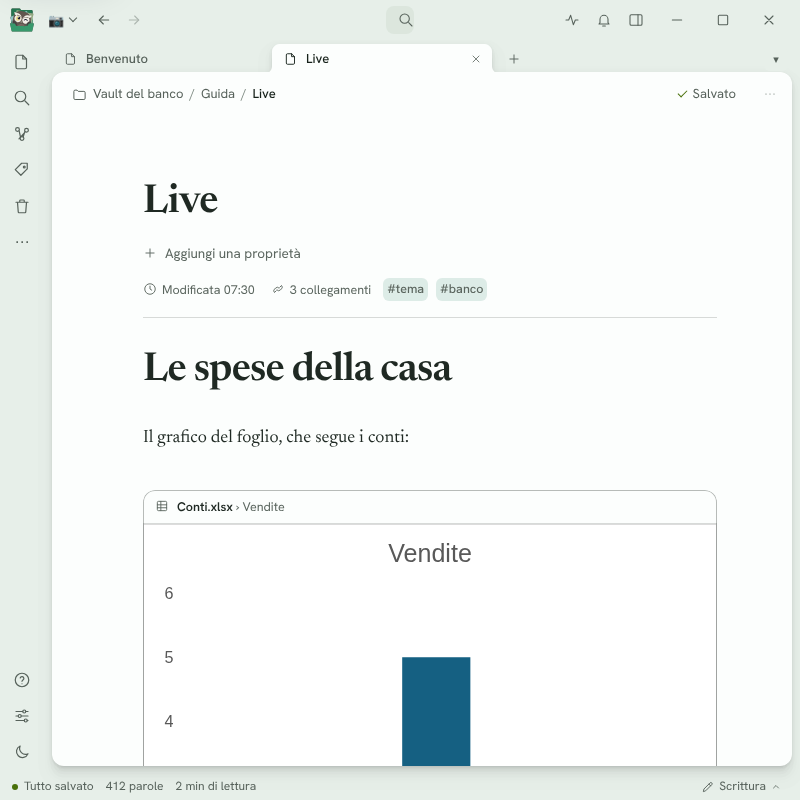 Benvenuto
Live
Vault del banco / Guida / Live
Salvato
Live
Aggiungi una proprietà
Modificata 07:30
3 collegamenti
#tema
#banco
Le spese della casa
Il grafico del foglio, che segue i conti:
Conti.xlsx › Vendite
Vendite
6
5
4
Tutto salvato
412 parole
2 min di lettura
Scrittura